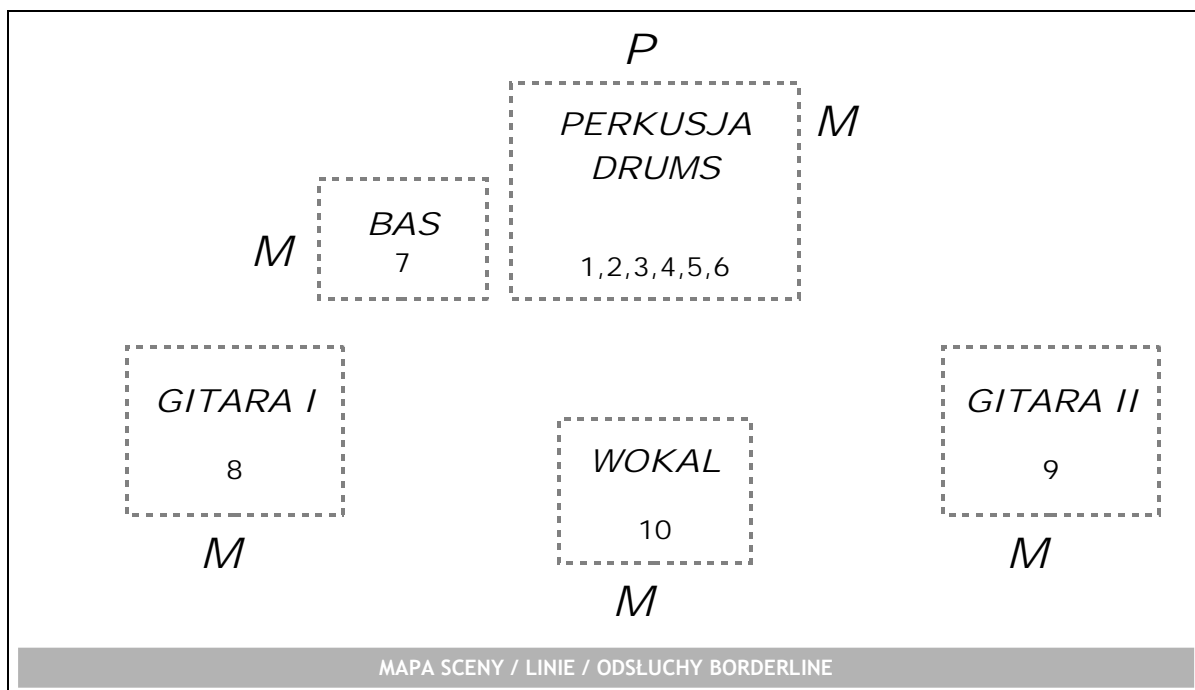 P
PERKUSJA
DRUMS
M
1,2,3,4,5,6
BAS
7
M
GITARA I
8
M
WOKAL
10
M
GITARA II
9
M
MAPA SCENY / LINIE / ODSŁUCHY BORDERLINE